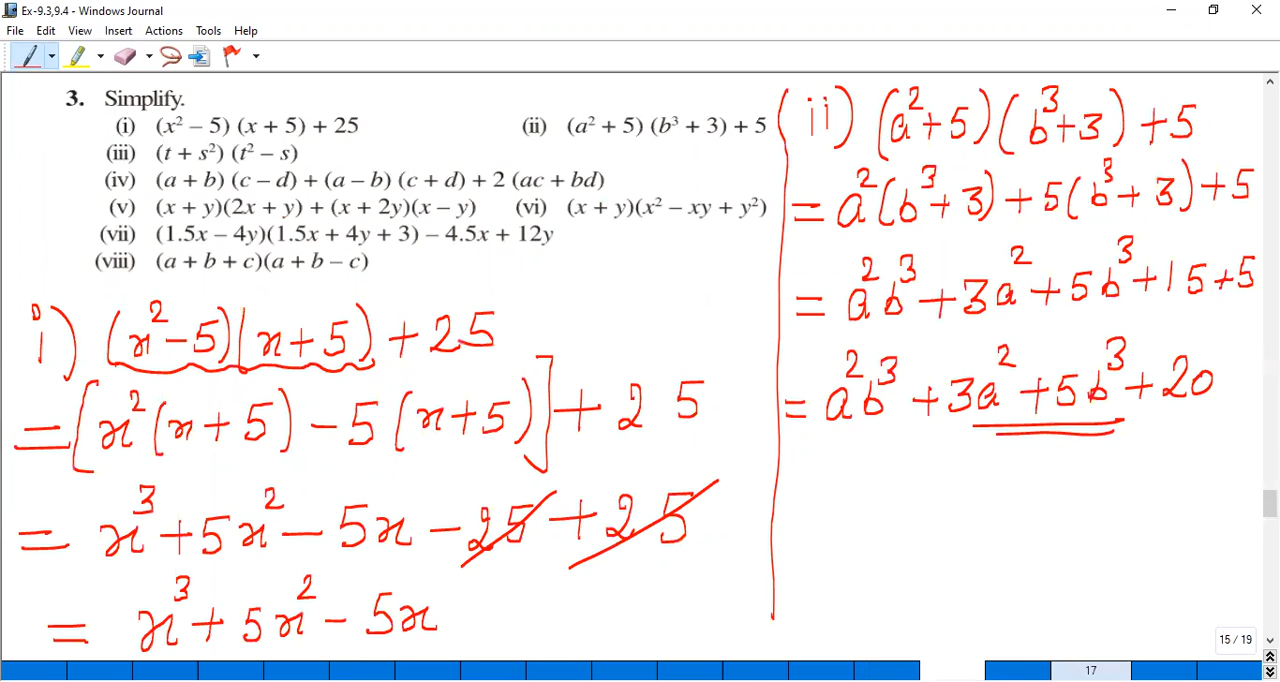 Ex-9.3,9.4 - Windows Journal
File Edit View Insert Actions Tools Help
3. Simplify.
(i) (x² – 5) (x + 5) + 25 (ii) (a² + 5) (b³ + 3) + 5
(iii) (t + s²) (t² – s)
(iv) (a + b) (c – d) + (a – b) (c + d) + 2 (ac + bd)
(v) (x + y)(2x + y) + (x + 2y)(x – y) (vi) (x + y)(x² – xy + y²)
(vii) (1.5x – 4y)(1.5x + 4y + 3) – 4.5x + 12y
(viii) (a + b + c)(a + b – c)
i) (x²-5)(x+5)+25
= [x²(x+5) -5(x+5)] +25
= x³+5x²-5x-25+25
= x³+5x²-5x
(ii) (a²+5)(b³+3)+5
= a²(b³+3)+5(b³+3)+5
= a²b³+3a²+5b³+15+5
= a²b³+3a²+5b³+20
15 / 19
17